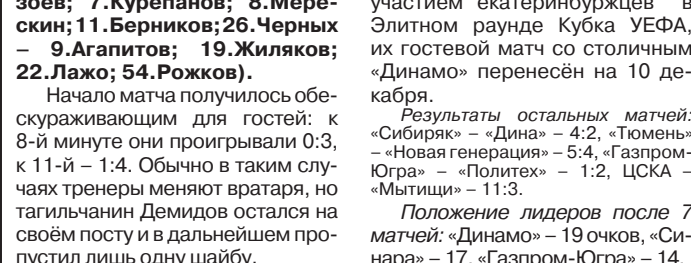 зоев; 7.Курепанов; 8.Мере-
скин; 11.Берников; 26.Черных
– 9.Агапитов; 19.Жиляков;
22.Лажо; 54.Рожков).
Начало матча получилось обе-
скураживающим для гостей: к
8-й минуте они проигрывали 0:3,
к 11-й – 1:4. Обычно в таким слу-
чаях тренеры меняют вратаря, но
тагильчанин Демидов остался на
своём посту и в дальнейшем про-
пустил лишь одну шайбу.
участием екатеринбуржцев в
Элитном раунде Кубка УЕФА,
их гостевой матч со столичным
«Динамо» перенесён на 10 де-
кабря.
Результаты остальных матчей:
«Сибиряк» – «Дина» – 4:2, «Тюмень»
– «Новая генерация» – 5:4, «Газпром-
Югра» – «Политех» – 1:2, ЦСКА –
«Мытищи» – 11:3.
Положение лидеров после 7
матчей: «Динамо» – 19 очков, «Си-
нара» – 17, «Газпром-Югра» – 14.